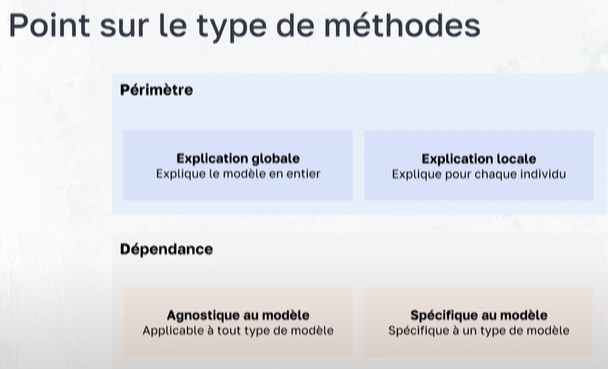 Point sur le type de méthodes
Périmètre
Explication globale
Explique le modèle en entier
Explication locale
Explique pour chaque individu
Dépendance
Agnostique au modèle
Applicable à tout type de modèle
Spécifique au modèle
Spécifique à un type de modèle